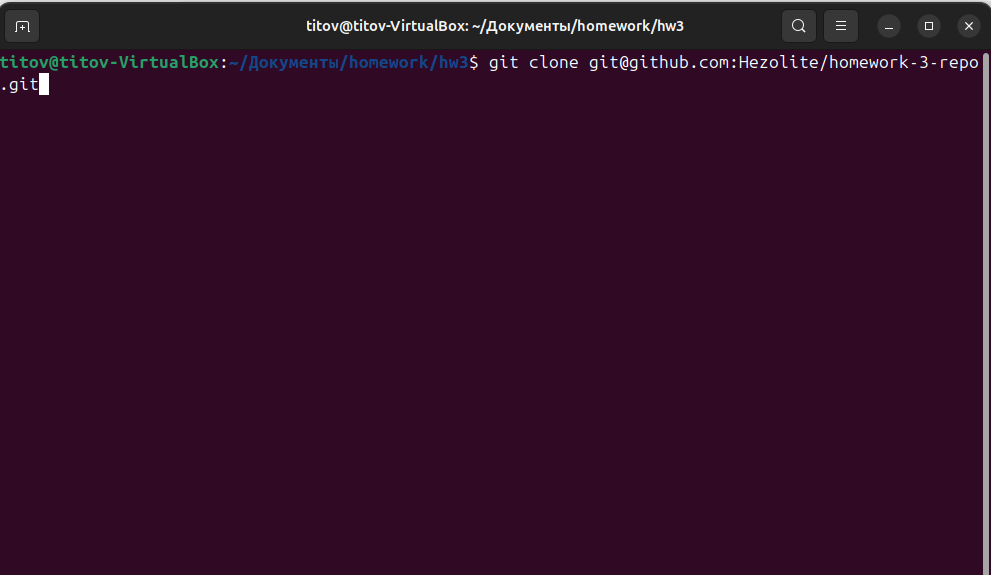 titov@titov-VirtualBox: ~/Документы/homework/hw3
titov@titov-VirtualBox:~/Документы/homework/hw3$ git clone git@github.com:Hezolite/homework-3-repo
.git